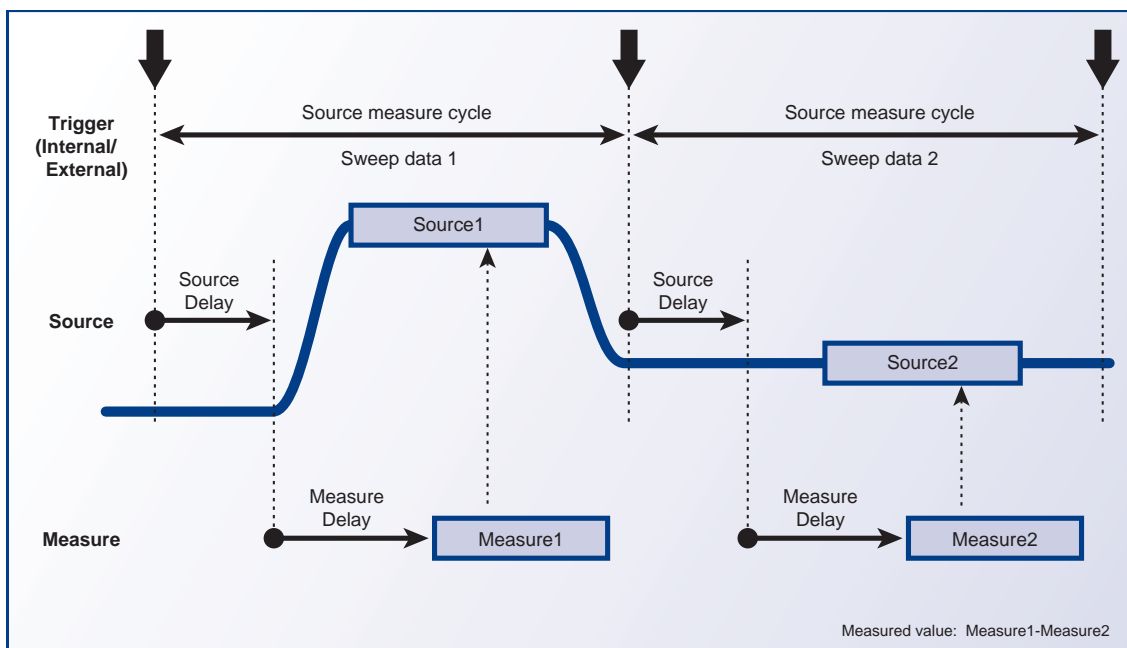 Trigger
(Internal/
External)
Source measure cycle
Sweep data 1
Source measure cycle
Sweep data 2
Source
Source
Delay
Source1
Source
Delay
Source2
Measure
Measure
Delay
Measure1
Measure
Delay
Measure2
Measured value: Measure1-Measure2